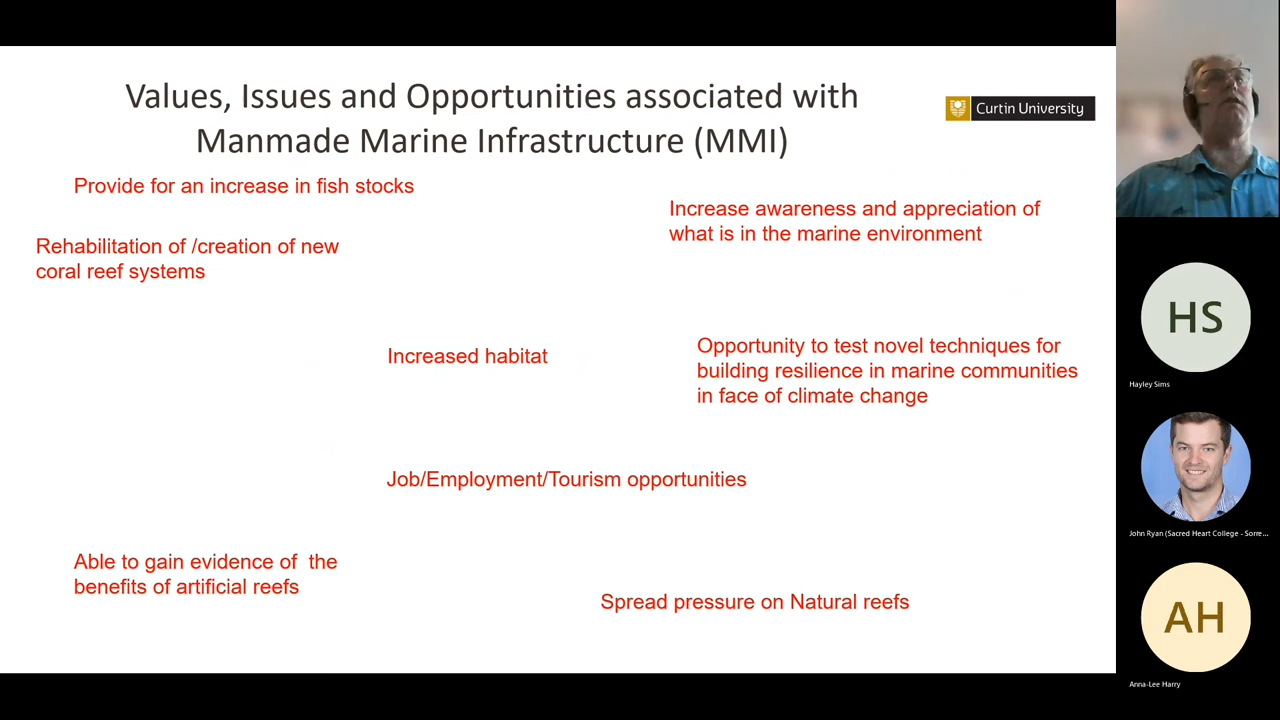 Values, Issues and Opportunities associated with
Manmade Marine Infrastructure (MMI)
Curtin University
Provide for an increase in fish stocks
Increase awareness and appreciation of
what is in the marine environment
Rehabilitation of /creation of new
coral reef systems
Increased habitat
Opportunity to test novel techniques for
building resilience in marine communities
in face of climate change
Job/Employment/Tourism opportunities
Able to gain evidence of  the
benefits of artificial reefs
Spread pressure on Natural reefs
HS
Hayley Sims
John Ryan (Sacred Heart College - Sorre...
AH
Anna-Lee Harry